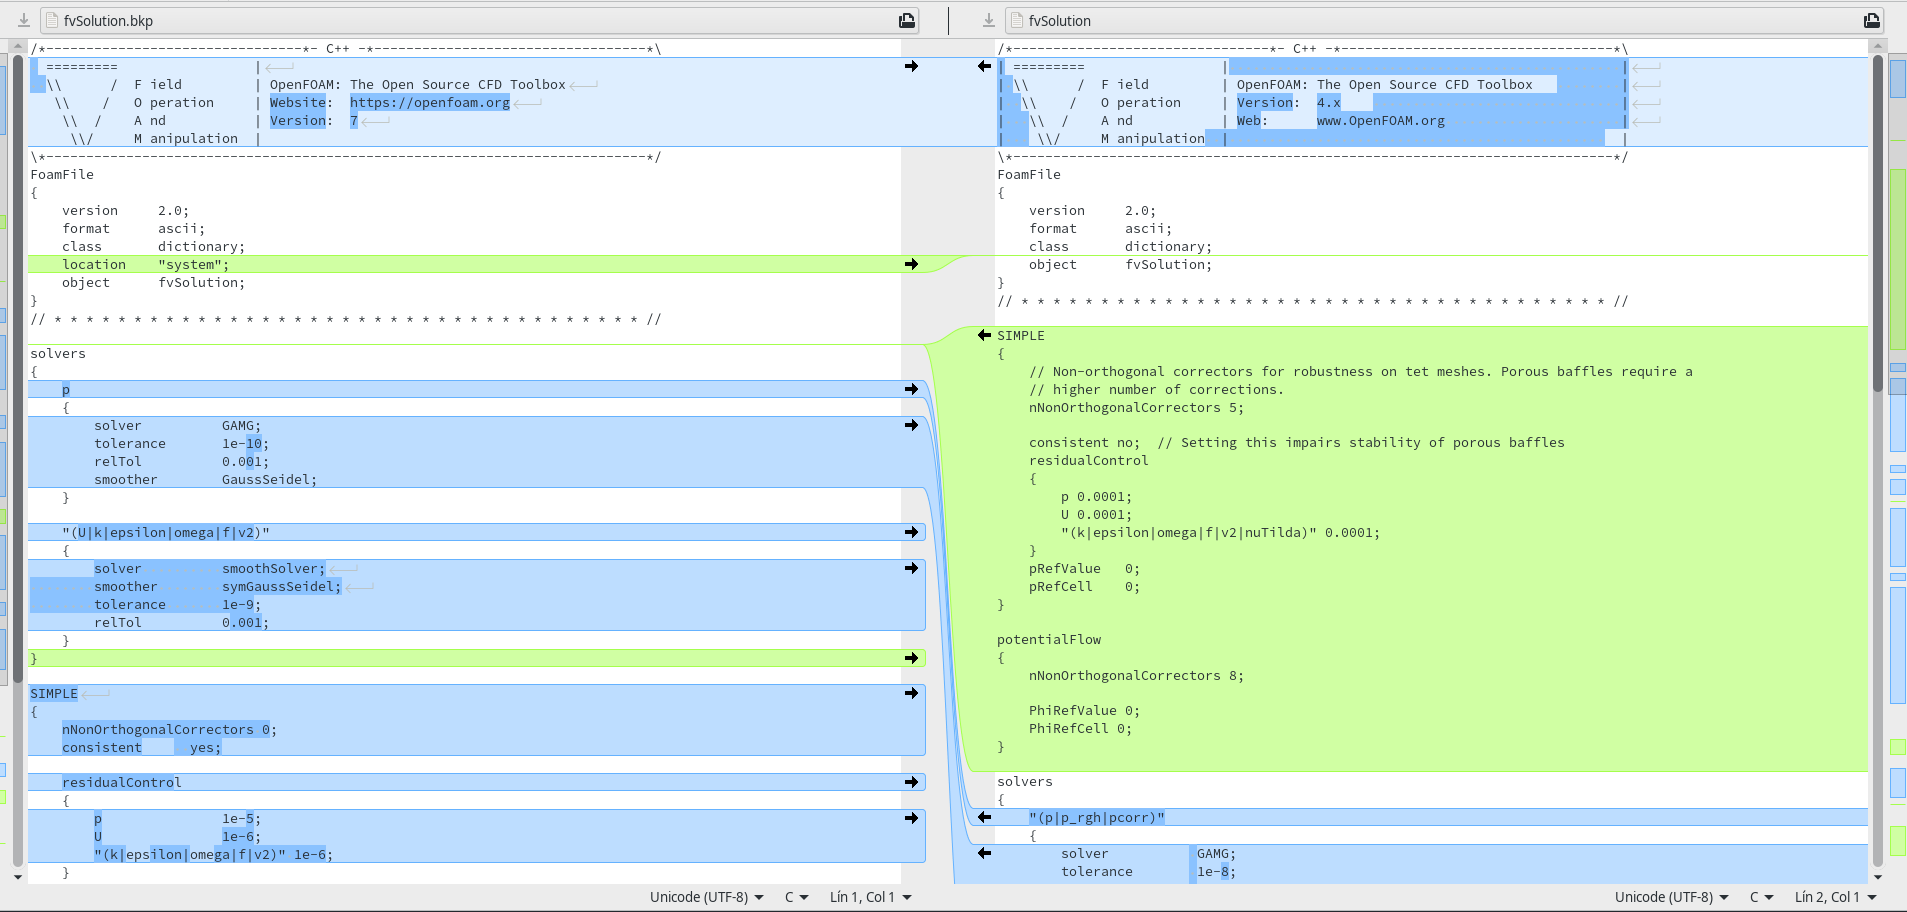 fvSolution.bkp
/*--------------------------------*- C++ -*----------------------------------*\
  =========                 |
  \\      /  F ield         | OpenFOAM: The Open Source CFD Toolbox
   \\    /   O peration     | Website:  https://openfoam.org
    \\  /    A nd           | Version:  7
     \\/     M anipulation  |
\*---------------------------------------------------------------------------*/
FoamFile
{
    version     2.0;
    format      ascii;
    class       dictionary;
    location    "system";
    object      fvSolution;
}
// * * * * * * * * * * * * * * * * * * * * * * * * * * * * * * * * * * * * * //
solvers
{
    p
    {
        solver          GAMG;
        tolerance       1e-10;
        relTol          0.001;
        smoother        GaussSeidel;
    }
    "(U|k|epsilon|omega|f|v2)"
    {
        solver          smoothSolver;
        smoother        symGaussSeidel;
        tolerance       1e-9;
        relTol          0.001;
    }
}
SIMPLE
{
    nNonOrthogonalCorrectors 0;
    consistent      yes;
    residualControl
    {
        p               1e-5;
        U               1e-6;
        "(k|epsilon|omega|f|v2)" 1e-6;
    }
Unicode (UTF-8) C Lín 1, Col 1
fvSolution
/*--------------------------------*- C++ -*----------------------------------*\
| =========                 |                                                 |
| \\      /  F ield         | OpenFOAM: The Open Source CFD Toolbox           |
|  \\    /   O peration     | Version:  4.x                                   |
|   \\  /    A nd           | Web:      www.OpenFOAM.org                      |
|    \\/     M anipulation  |                                                 |
\*---------------------------------------------------------------------------*/
FoamFile
{
    version     2.0;
    format      ascii;
    class       dictionary;
    object      fvSolution;
}
// * * * * * * * * * * * * * * * * * * * * * * * * * * * * * * * * * * * * * //
SIMPLE
{
    // Non-orthogonal correctors for robustness on tet meshes. Porous baffles require a
    // higher number of corrections.
    nNonOrthogonalCorrectors 5;
    consistent no;  // Setting this impairs stability of porous baffles
    residualControl
    {
        p 0.0001;
        U 0.0001;
        "(k|epsilon|omega|f|v2|nuTilda)" 0.0001;
    }
    pRefValue   0;
    pRefCell    0;
}
potentialFlow
{
    nNonOrthogonalCorrectors 8;
    PhiRefValue 0;
    PhiRefCell 0;
}
solvers
{
    "(p|p_rgh|pcorr)"
    {
        solver           GAMG;
        tolerance        1e-8;
Unicode (UTF-8) C Lín 2, Col 1